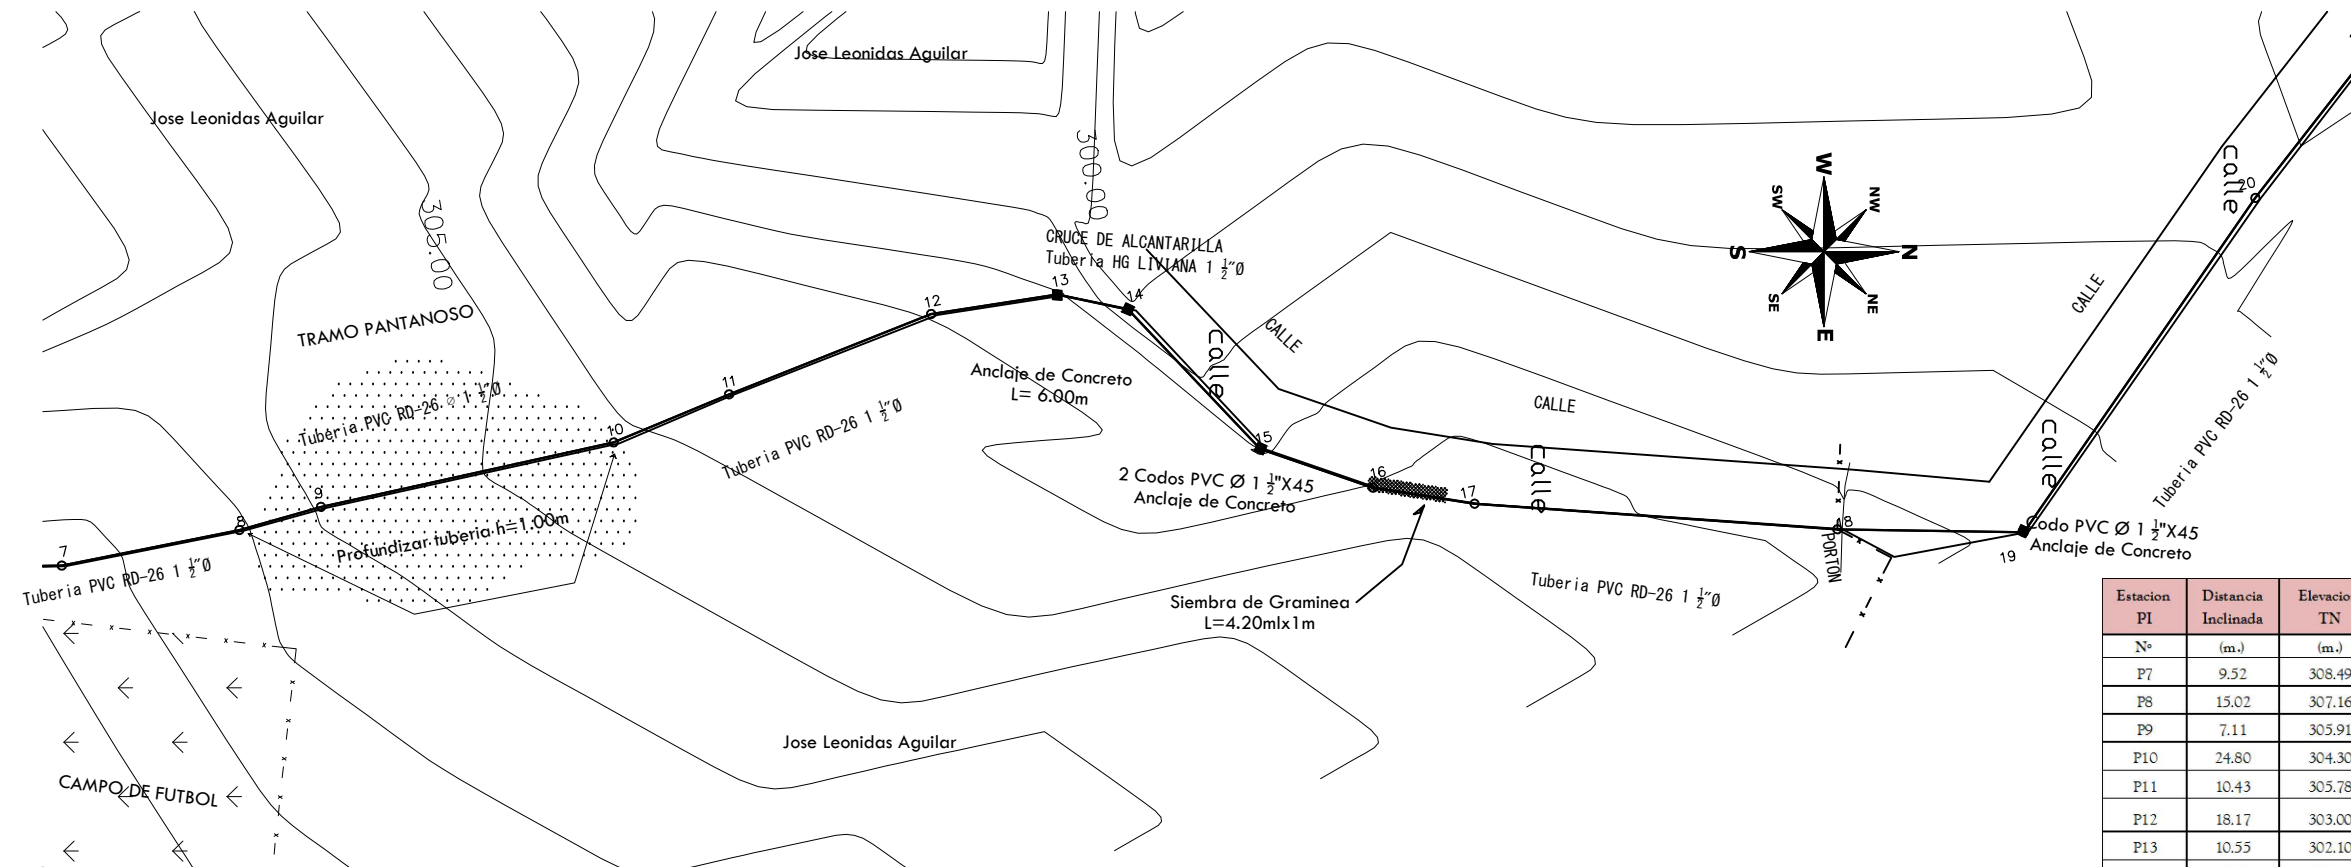 Jose Leonidas Aguilar
Jose Leonidas Aguilar
305.00
300.00
TRAMO PANTANOSO
CRUCE DE ALCANTARILLA
Tuberia HG LIVIANA 1 ½"Ø
W
NW
N
NE
E
SE
S
SW
7
8
9
10
11
12
13
14
15
16
17
18
19
20
Tuberia PVC RD-26 Ø 1 ½"Ø
Profundizar tuberia h=1.00m
Tuberia PVC RD-26 1 ½"Ø
Tuberia PVC RD-26 1 ½"Ø
Anclaje de Concreto
L= 6.00m
2 Codos PVC Ø 1 ½"X45
Anclaje de Concreto
Siembra de Graminea
L=4.20mlx1m
Calle
CALLE
CALLE
Calle
CALLE
Calle
Calle
PORTON
Tuberia PVC RD-26 1 ½"Ø
Tuberia PVC RD-26 1 ½"Ø
Codo PVC Ø 1 ½"X45
Anclaje de Concreto
Jose Leonidas Aguilar
CAMPO DE FUTBOL
Estacion PI Distancia Inclinada Elevacio TN
N° (m.) (m.)
P7 9.52 308.49
P8 15.02 307.16
P9 7.11 305.91
P10 24.80 304.30
P11 10.43 305.78
P12 18.17 303.00
P13 10.55 302.10